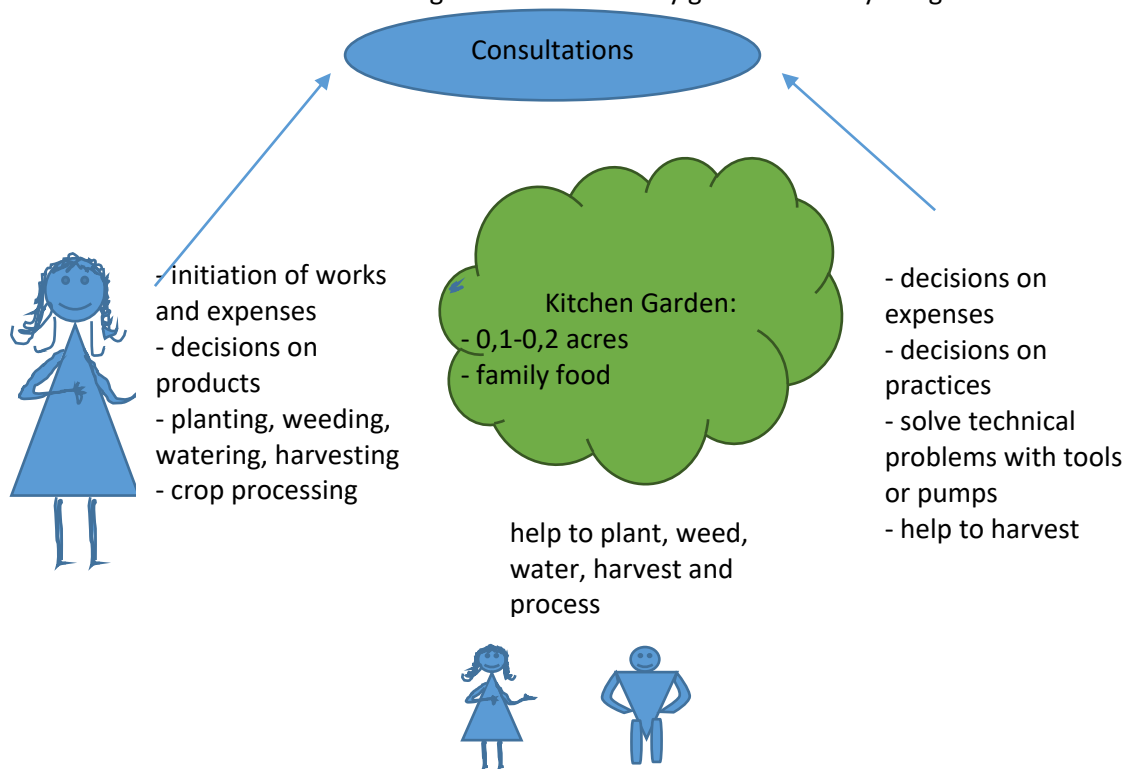 Consultations
- initiation of works
and expenses
- decisions on
products
- planting, weeding,
watering, harvesting
- crop processing
Kitchen Garden:
- 0,1-0,2 acres
- family food
- decisions on
expenses
- decisions on
practices
- solve technical
problems with tools
or pumps
- help to harvest
help to plant, weed,
water, harvest and
process